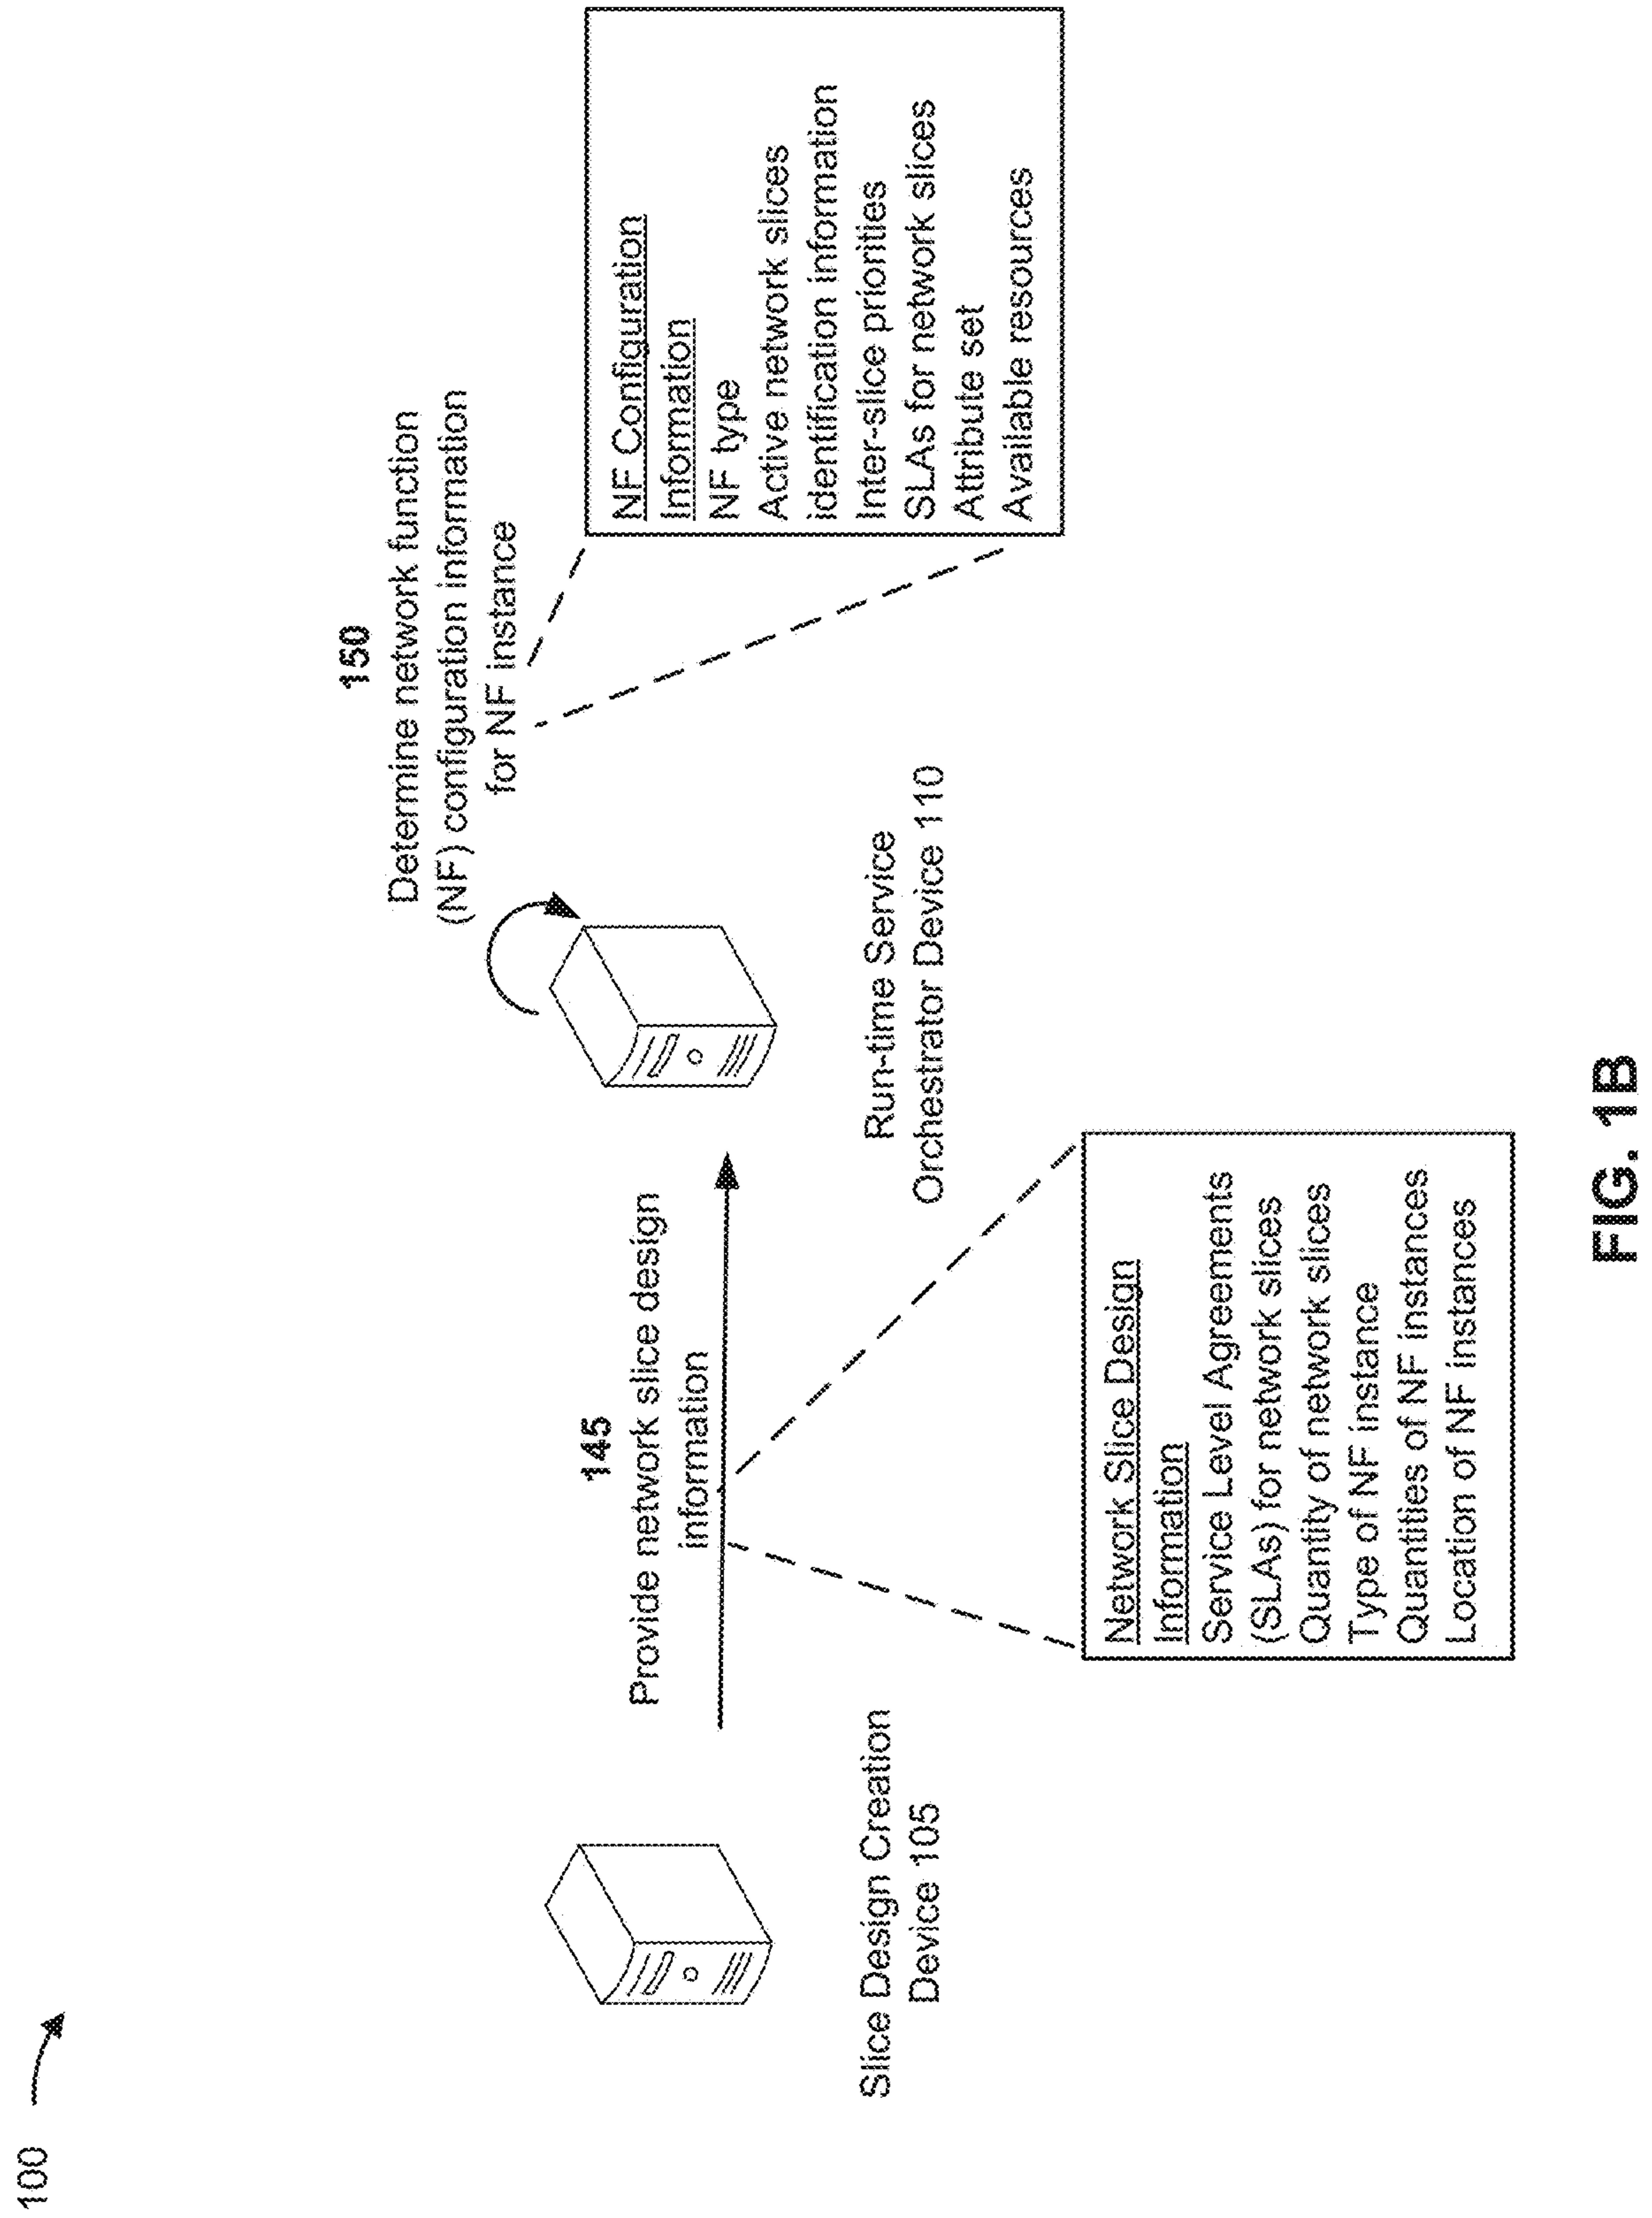 100
150
Determine network function
(NF) configuration information
for NF instance
NF Configuration
Information
NF type
Active network slices
identification information
Inter-slice priorities
SLAs for network slices
Attribute set
Available resources
145
Provide network slice design
information
Slice Design Creation
Device 105
Run-time Service
Orchestrator Device 110
Network Slice Design
Information
Service Level Agreements
(SLAs) for network slices
Quantity of network slices
Type of NF instance
Quantities of NF instances
Location of NF instances
FIG. 1B